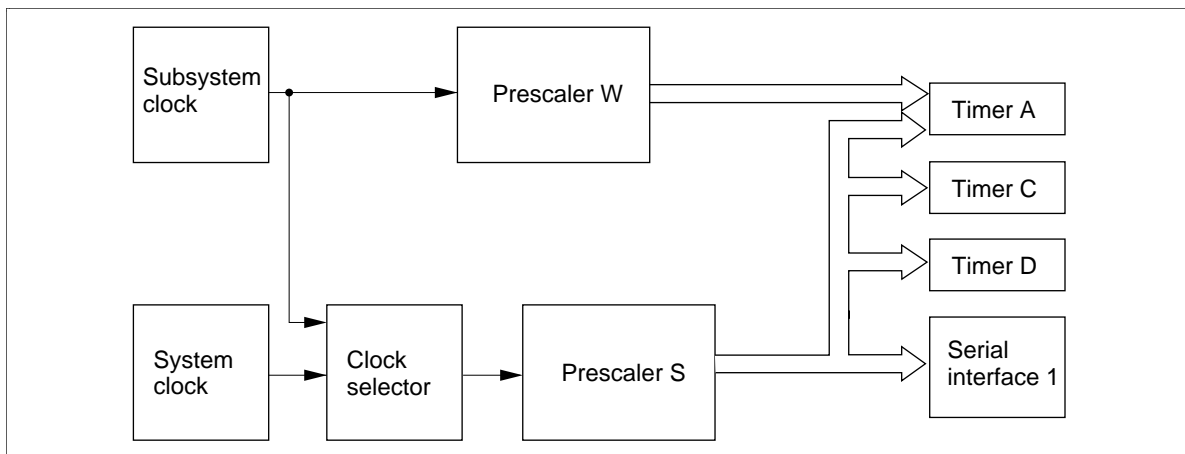 Subsystem
clock
Prescaler W
Timer A
Timer C
Timer D
System
clock
Clock
selector
Prescaler S
Serial
interface 1